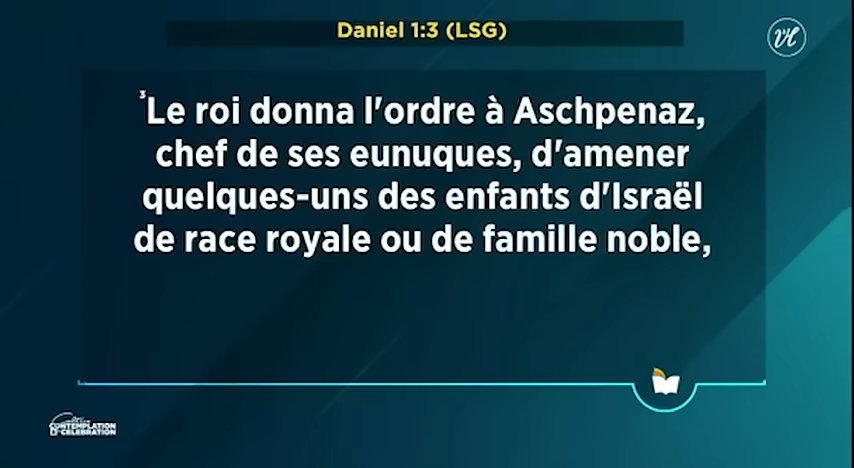 Daniel 1:3 (LSG)
VH
³Le roi donna l'ordre à Aschpenaz,
chef de ses eunuques, d'amener
quelques-uns des enfants d'Israël
de race royale ou de famille noble,
CONTEMPLATION
& CELEBRATION